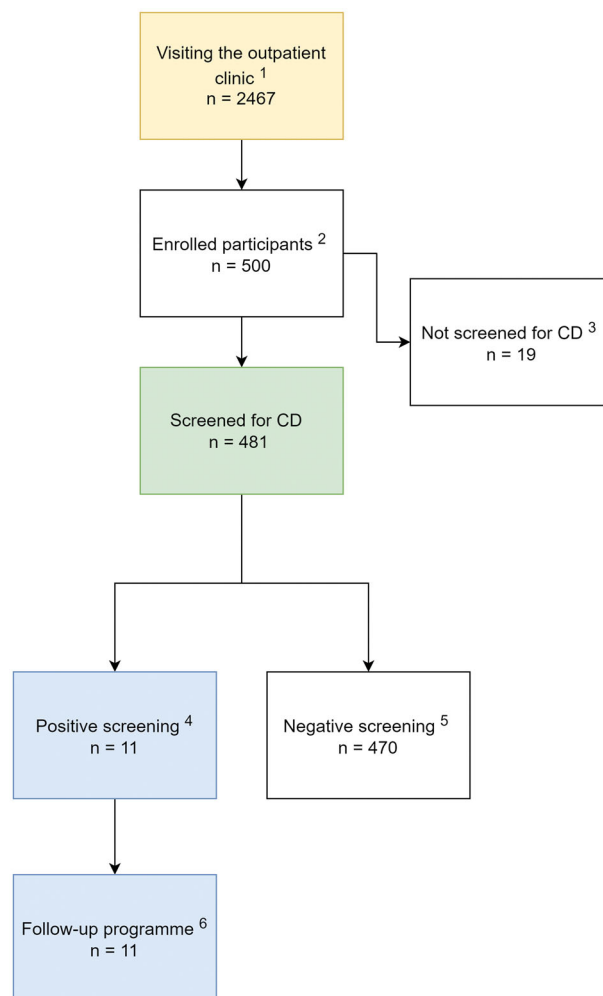 Visiting the outpatient
clinic 1
n = 2467
Enrolled participants 2
n = 500
Not screened for CD 3
n = 19
Screened for CD
n = 481
Positive screening 4
n = 11
Negative screening 5
n = 470
Follow-up programme 6
n = 11